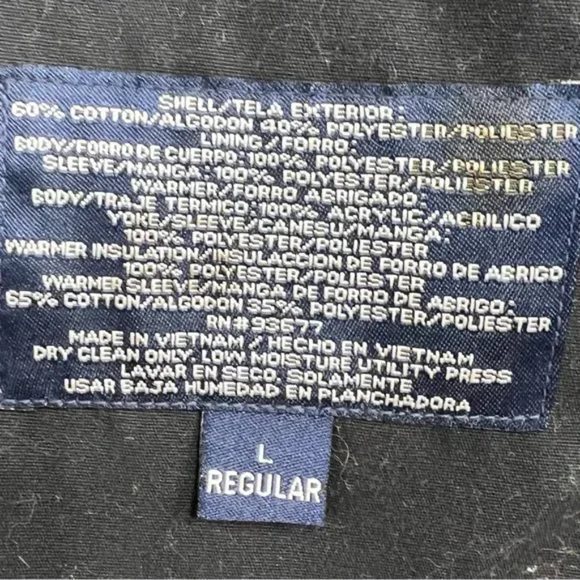 SHELL/TELA EXTERIOR:
60% COTTON/ALGODON 40% POLYESTER/POLIESTER
LINING/FORRO:
BODY/FORRO DE CUERPO: 100% POLYESTER/POLIESTER
SLEEVE/MANGA: 100% POLYESTER/POLIESTER
WARMER/FORRO ABRIGADO:
BODY/TRAJE TERMICO: 100% ACRYLIC/ACRILICO
YOKE/SLEEVE/CANESU/MANGA:
100% POLYESTER/POLIESTER
WARMER INSULATION/INSULACCION DE FORRO DE ABRIGO
100% POLYESTER/POLIESTER
WARMER SLEEVE/MANGA DE FORRO DE ABRIGO:
65% COTTON/ALGODON 35% POLYESTER/POLIESTER
RN# 93677
MADE IN VIETNAM / HECHO EN VIETNAM
DRY CLEAN ONLY. LOW MOISTURE UTILITY PRESS
LAVAR EN SECO. SOLAMENTE
USAR BAJA HUMEDAD EN PLANCHADORA
L
REGULAR